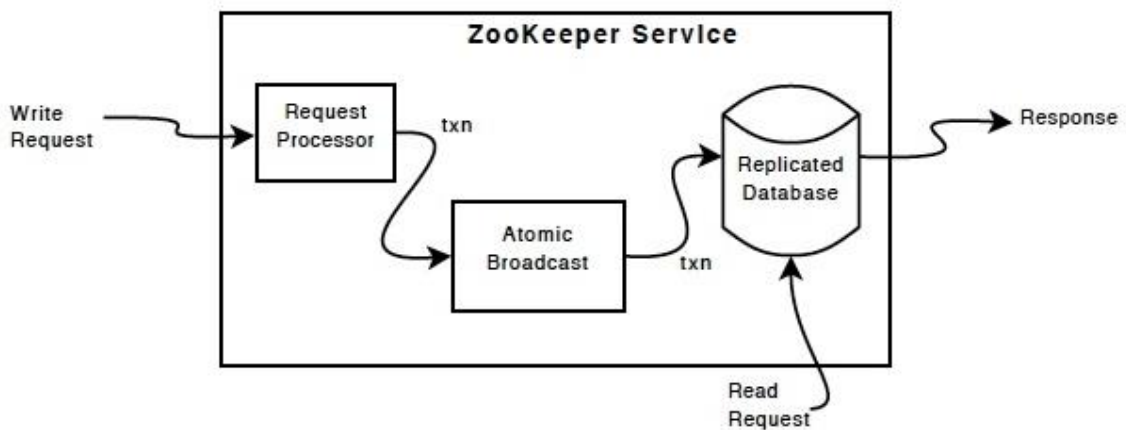 ZooKeeper Service
Write
Request
Request
Processor
txn
Atomic
Broadcast
txn
Replicated
Database
Response
Read
Request